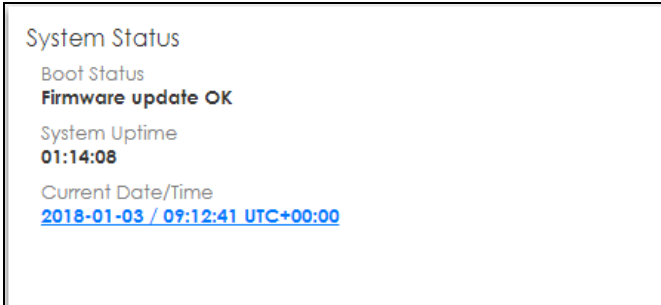 System Status
Boot Status
Firmware update OK
System Uptime
01:14:08
Current Date/Time
2018-01-03 / 09:12:41 UTC+00:00